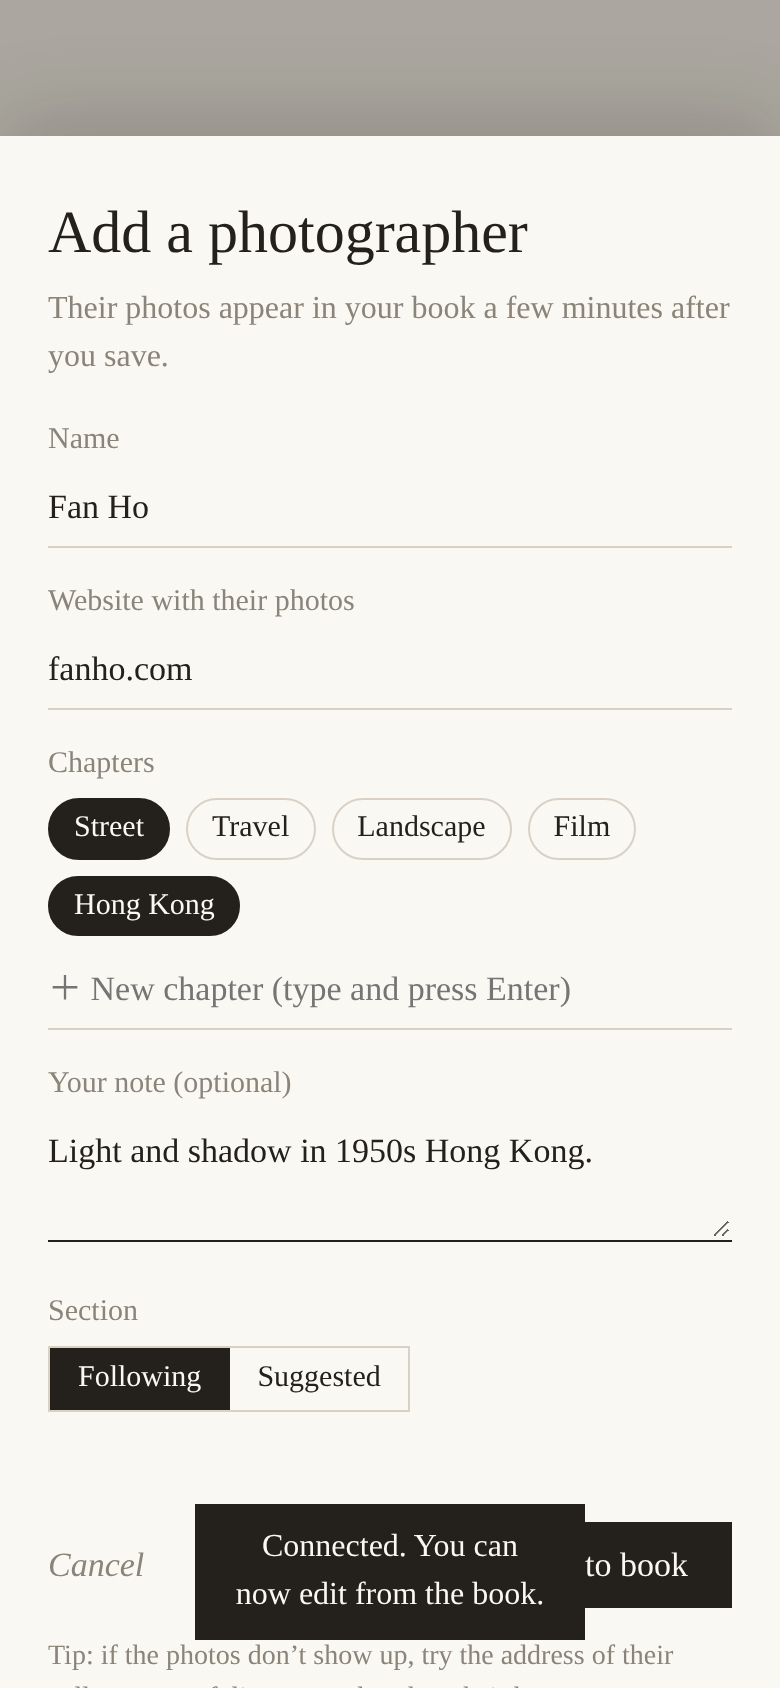 Add a photographer
Their photos appear in your book a few minutes after
you save.
Name
Fan Ho
Website with their photos
fanho.com
Chapters
Street Travel Landscape Film
Hong Kong
+ New chapter (type and press Enter)
Your note (optional)
Light and shadow in 1950s Hong Kong.
Section
Following Suggested
Connected. You can
now edit from the book.
Cancel to book
Tip: if the photos don’t show up, try the address of their